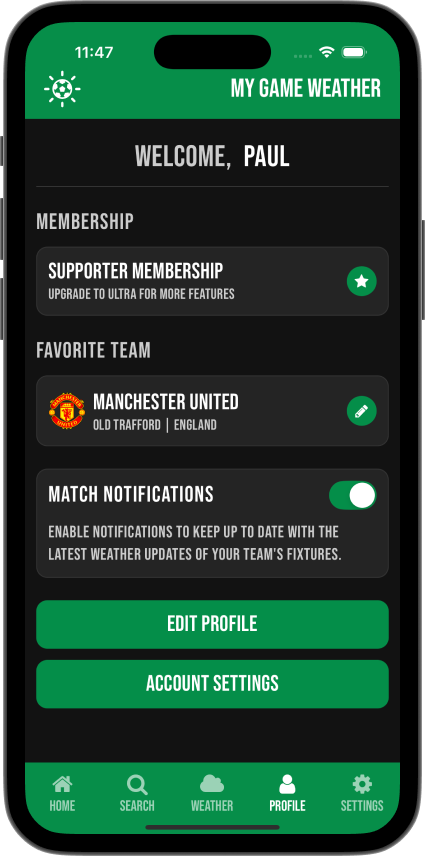 11:47
MY GAME WEATHER
WELCOME, PAUL
MEMBERSHIP
SUPPORTER MEMBERSHIP
UPGRADE TO ULTRA FOR MORE FEATURES
FAVORITE TEAM
MANCHESTER UNITED
MANCHESTER UNITED
OLD TRAFFORD | ENGLAND
MATCH NOTIFICATIONS
ENABLE NOTIFICATIONS TO KEEP UP TO DATE WITH THE
LATEST WEATHER UPDATES OF YOUR TEAM'S FIXTURES.
EDIT PROFILE
ACCOUNT SETTINGS
HOME SEARCH WEATHER PROFILE SETTINGS